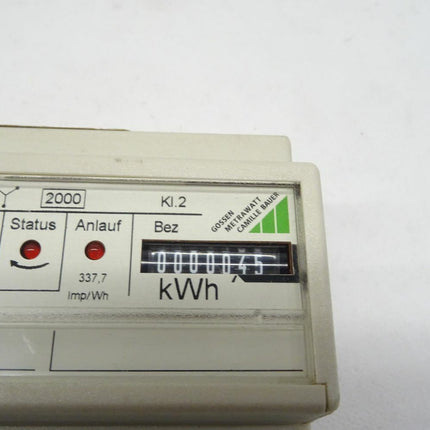 2000 Kl.2
GOSSEN
METRAWATT
CAMILLE BAUER
Status Anlauf Bez
0000045
337,7
Imp/Wh
kWh